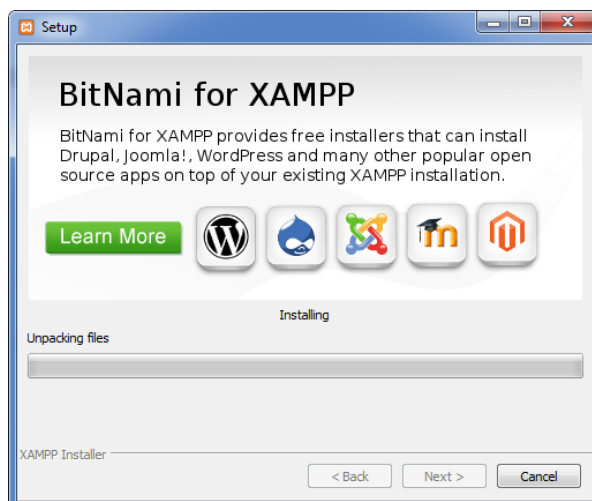 Setup
BitNami for XAMPP
BitNami for XAMPP provides free installers that can install
Drupal, Joomla!, WordPress and many other popular open
source apps on top of your existing XAMPP installation.
Learn More
W
m
Installing
Unpacking files
XAMPP Installer
< Back Next > Cancel